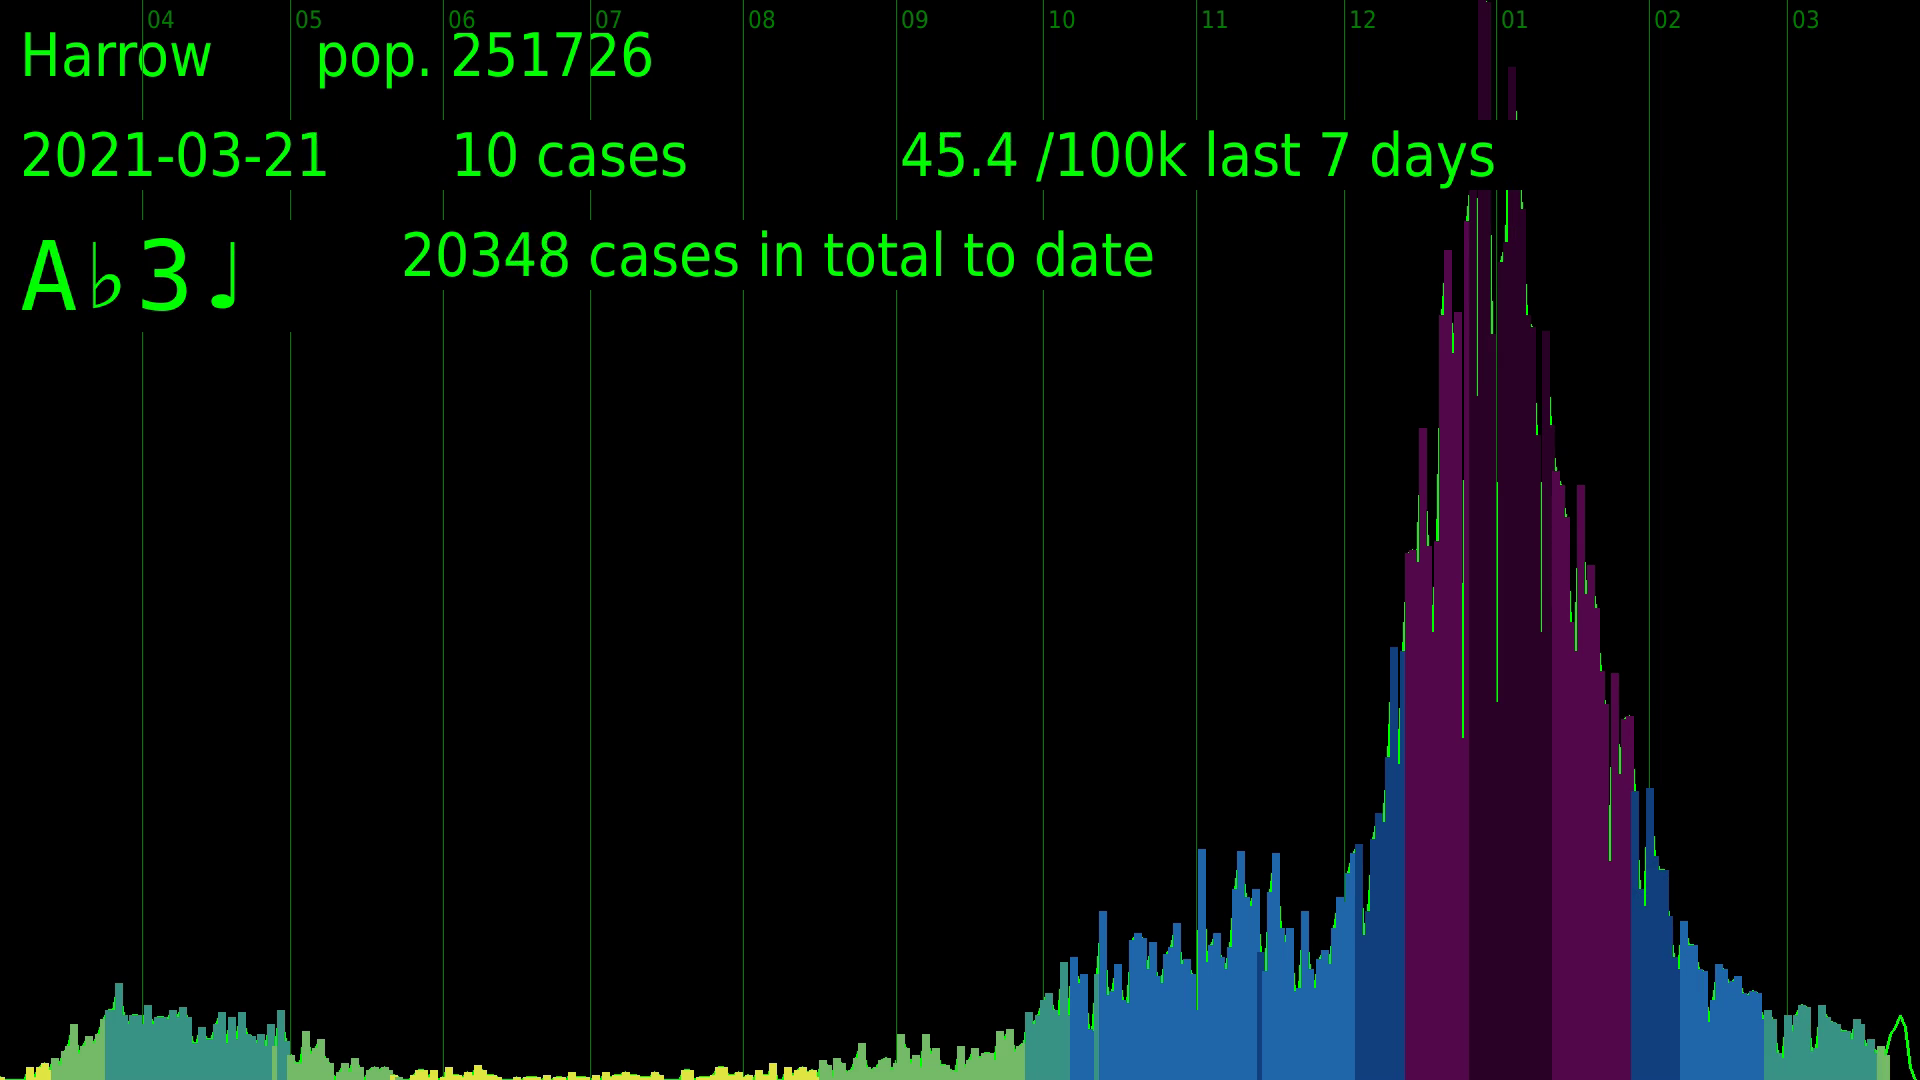 04 05 06 07 08 09 10 11 12 01 02 03
Harrow pop. 251726
2021-03-21 10 cases 45.4 /100k last 7 days
A♭3♩ 20348 cases in total to date